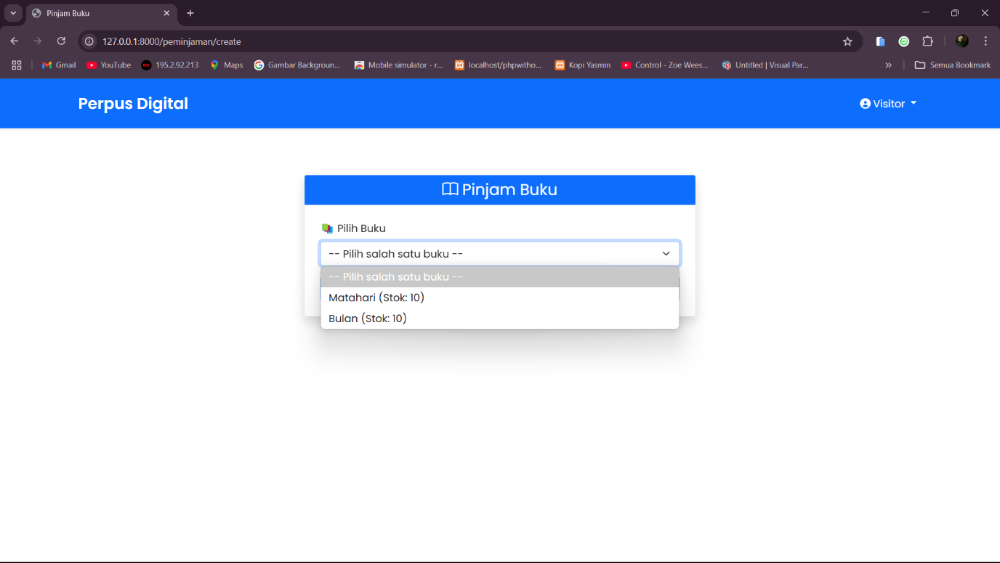 Pinjam Buku
127.0.0.1:8000/peminjaman/create
Gmail
YouTube
195.2.92.213
Maps
Gambar Backgroun...
Mobile simulator - r...
localhost/phpwitho...
Kopi Yasmin
Control - Zoe Wees...
Untitled | Visual Par...
Semua Bookmark
Perpus Digital
Visitor
Pinjam Buku
Pilih Buku
-- Pilih salah satu buku --
-- Pilih salah satu buku --
Matahari (Stok: 10)
Bulan (Stok: 10)